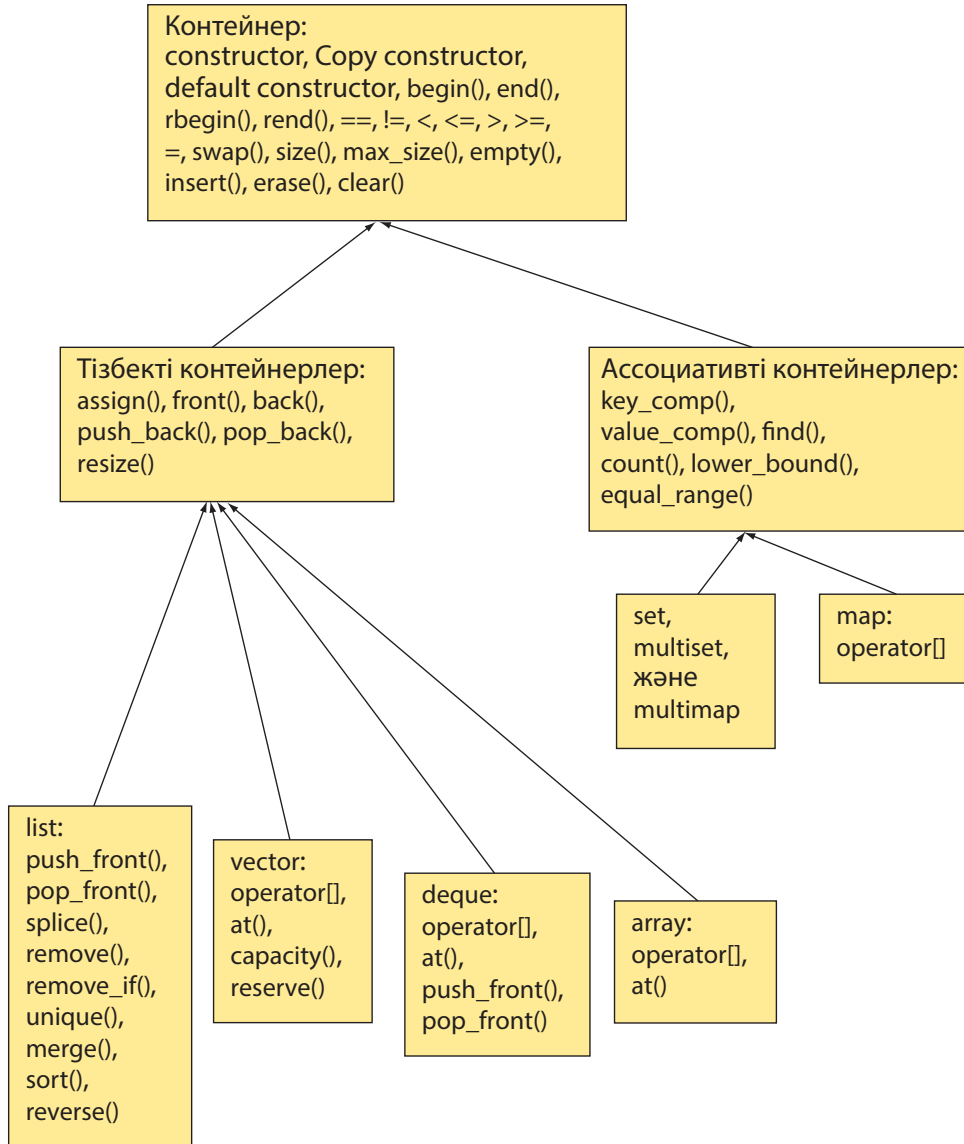 Контейнер:
constructor, Copy constructor,
default constructor, begin(), end(),
rbegin(), rend(), ==, !=, <, <=, >, >=,
=, swap(), size(), max_size(), empty(),
insert(), erase(), clear()
Тізбекті контейнерлер:
assign(), front(), back(),
push_back(), pop_back(),
resize()
Ассоциативті контейнерлер:
key_comp(),
value_comp(), find(),
count(), lower_bound(),
equal_range()
set,
multiset,
және
multimap
map:
operator[]
list:
push_front(),
pop_front(),
splice(),
remove(),
remove_if(),
unique(),
merge(),
sort(),
reverse()
vector:
operator[],
at(),
capacity(),
reserve()
deque:
operator[],
at(),
push_front(),
pop_front()
array:
operator[],
at()